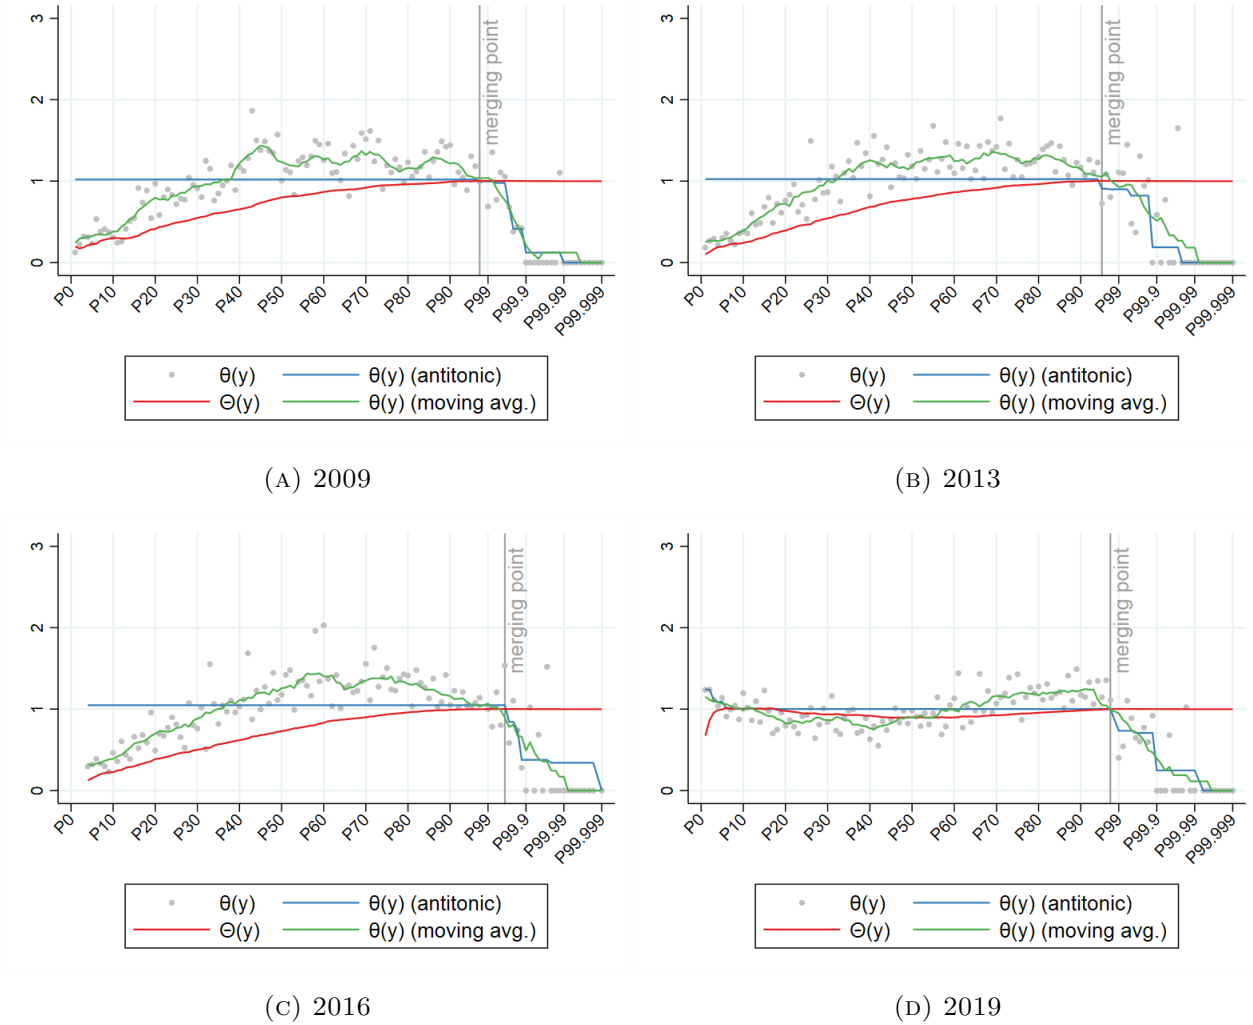 3
2
1
0
merging point
P0 P10 P20 P30 P40 P50 P60 P70 P80 P90 P99 P99.9 P99.99 P99.999
θ(y) θ(y) (antitonic)
Θ(y) θ(y) (moving avg.)
(A) 2009
3
2
1
0
merging point
P0 P10 P20 P30 P40 P50 P60 P70 P80 P90 P99 P99.9 P99.99 P99.999
θ(y) θ(y) (antitonic)
Θ(y) θ(y) (moving avg.)
(B) 2013
3
2
1
0
merging point
P0 P10 P20 P30 P40 P50 P60 P70 P80 P90 P99 P99.9 P99.99 P99.999
θ(y) θ(y) (antitonic)
Θ(y) θ(y) (moving avg.)
(C) 2016
3
2
1
0
merging point
P0 P10 P20 P30 P40 P50 P60 P70 P80 P90 P99 P99.9 P99.99 P99.999
θ(y) θ(y) (antitonic)
Θ(y) θ(y) (moving avg.)
(D) 2019